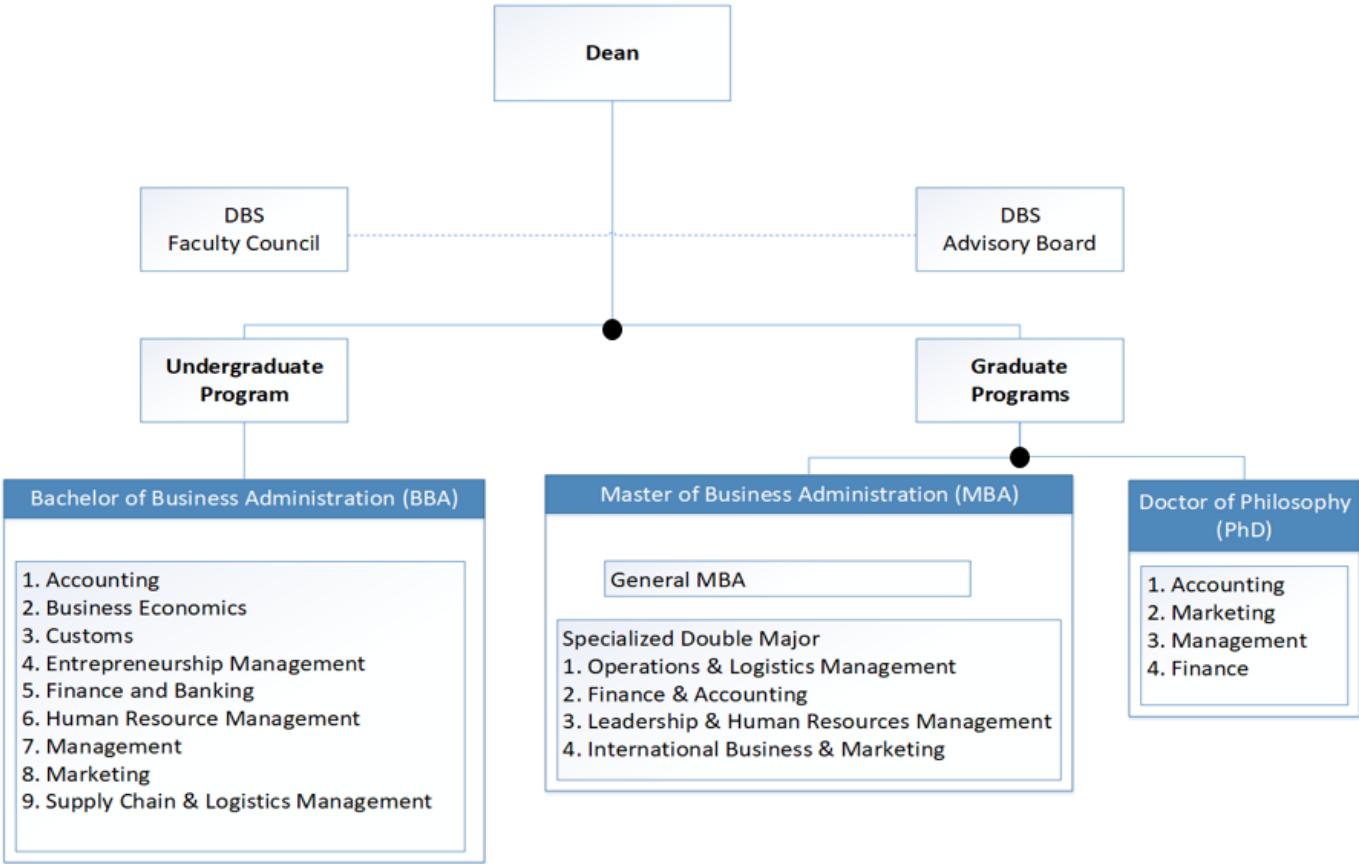 Dean
DBS
Faculty Council
DBS
Advisory Board
Undergraduate
Program
Graduate
Programs
Bachelor of Business Administration (BBA)
1. Accounting
2. Business Economics
3. Customs
4. Entrepreneurship Management
5. Finance and Banking
6. Human Resource Management
7. Management
8. Marketing
9. Supply Chain & Logistics Management
Master of Business Administration (MBA)
General MBA
Specialized Double Major
1. Operations & Logistics Management
2. Finance & Accounting
3. Leadership & Human Resources Management
4. International Business & Marketing
Doctor of Philosophy
(PhD)
1. Accounting
2. Marketing
3. Management
4. Finance